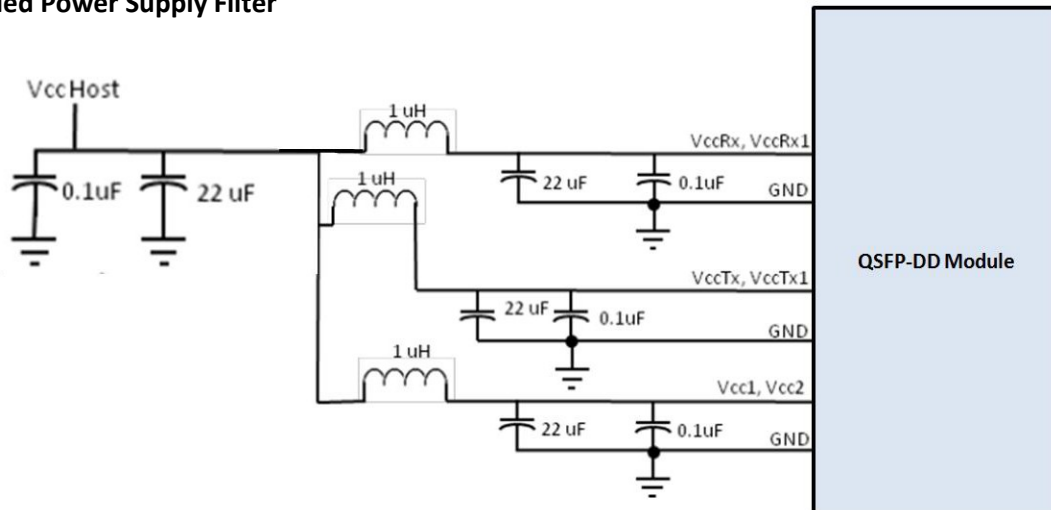 Power Supply Filter
VccHost
0.1uF
22 uF
1 uH
VccRx, VccRx1
22 uF
0.1uF
GND
1 uH
VccTx, VccTx1
22 uF
0.1uF
GND
1 uH
Vcc1, Vcc2
22 uF
0.1uF
GND
QSFP-DD Module